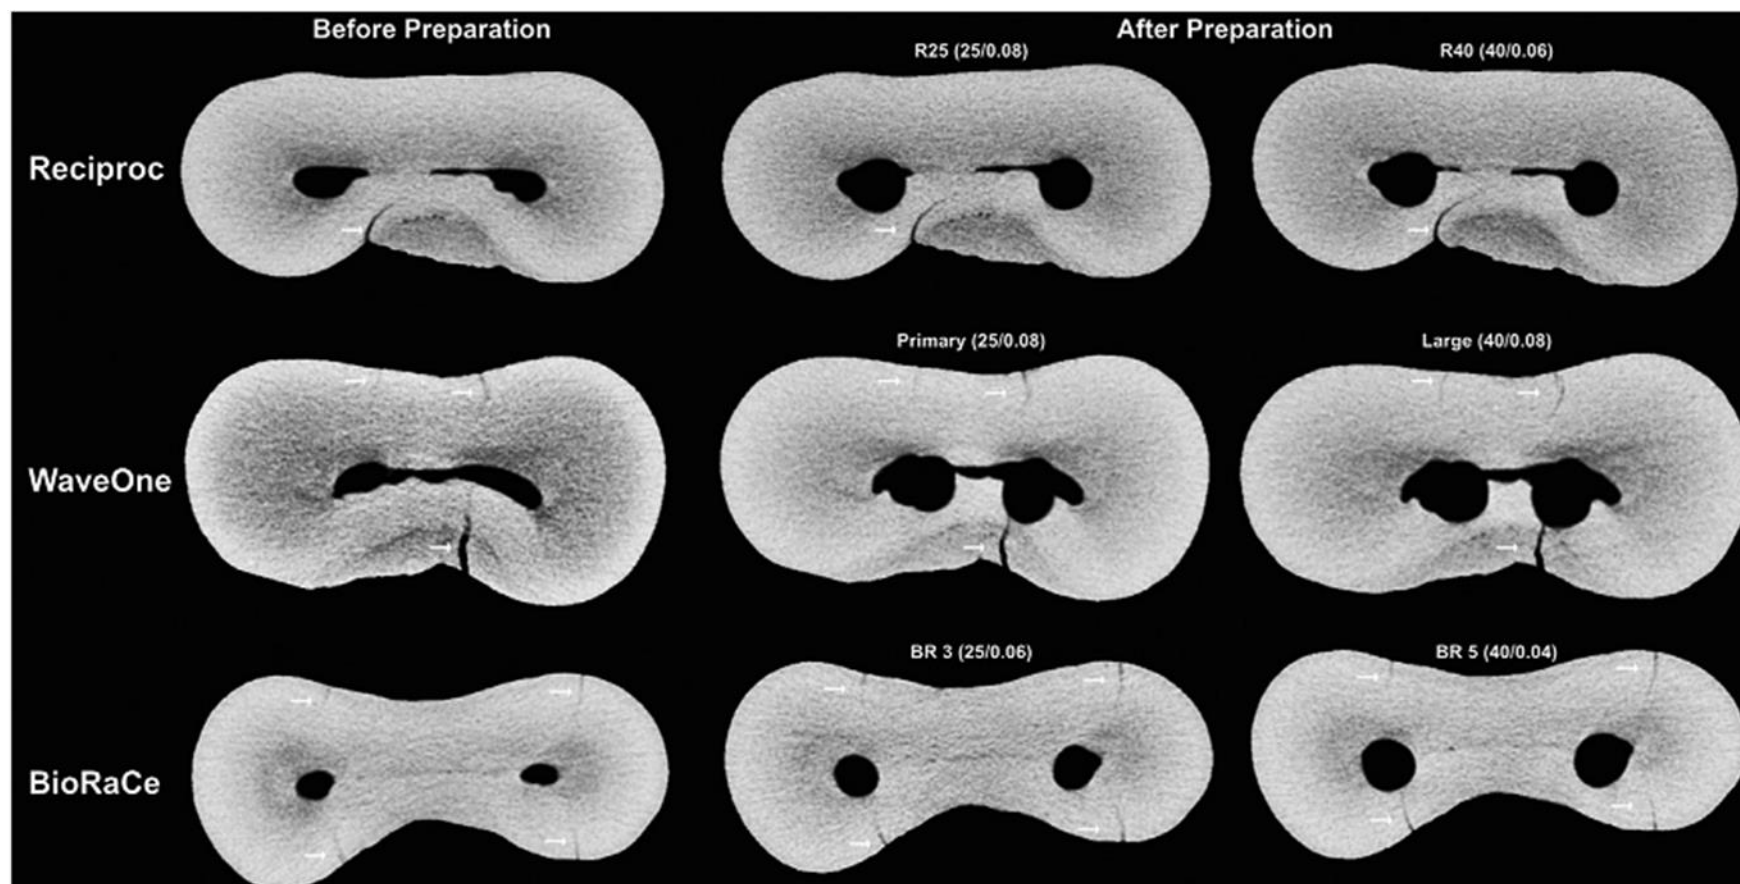 Before Preparation
After Preparation
R25 (25/0.08)
R40 (40/0.06)
Reciproc
Primary (25/0.08)
Large (40/0.08)
WaveOne
BR 3 (25/0.06)
BR 5 (40/0.04)
BioRaCe